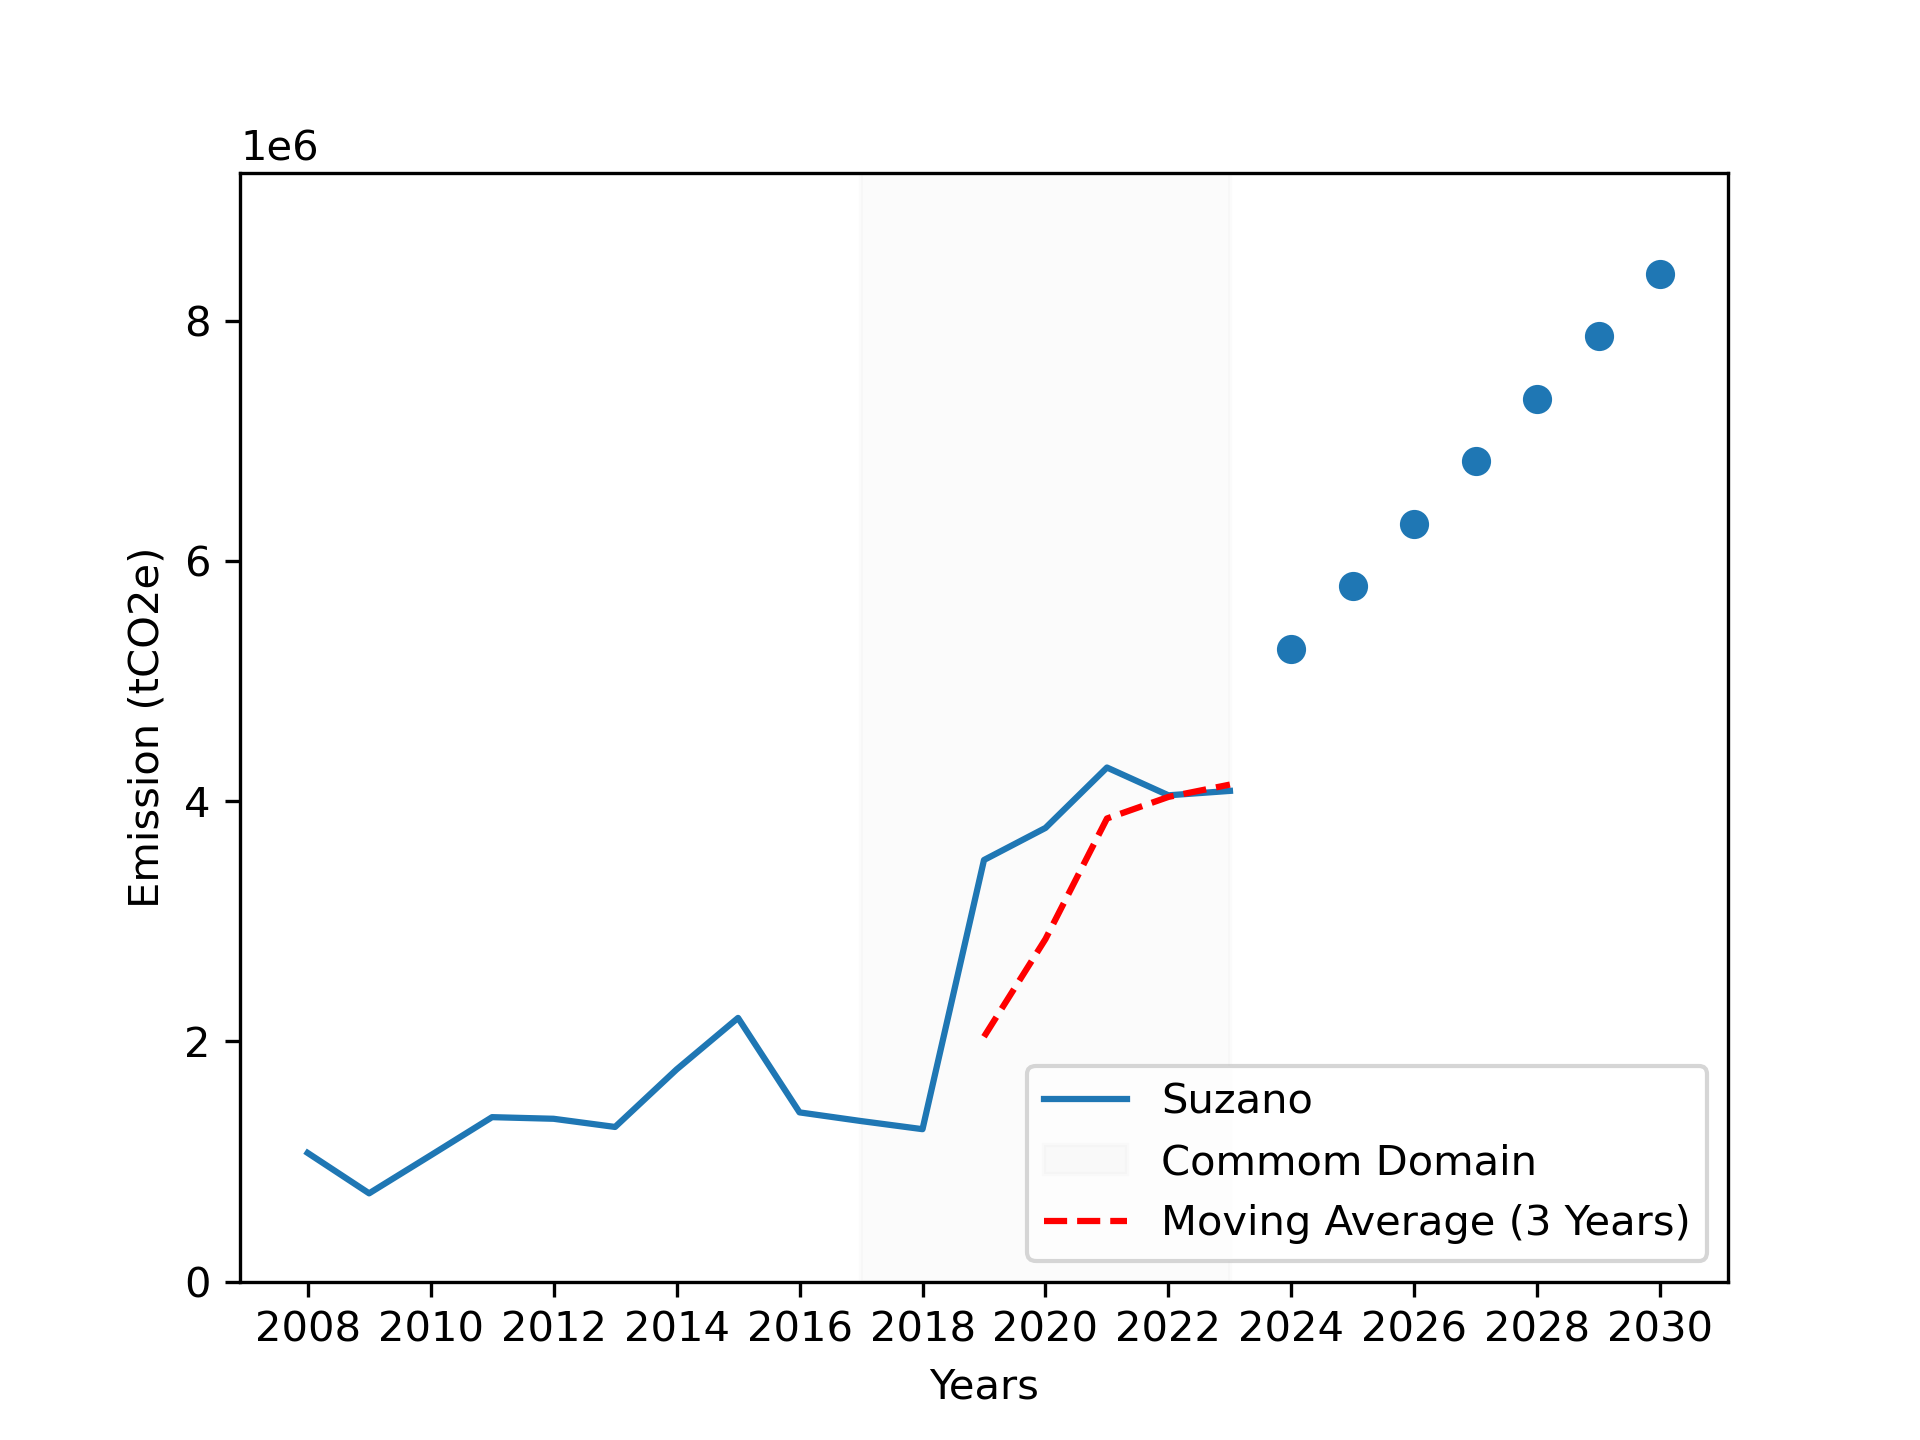 1e6
8
6
4
2
0
Emission (tCO2e)
Suzano
Commom Domain
Moving Average (3 Years)
2008 2010 2012 2014 2016 2018 2020 2022 2024 2026 2028 2030
Years